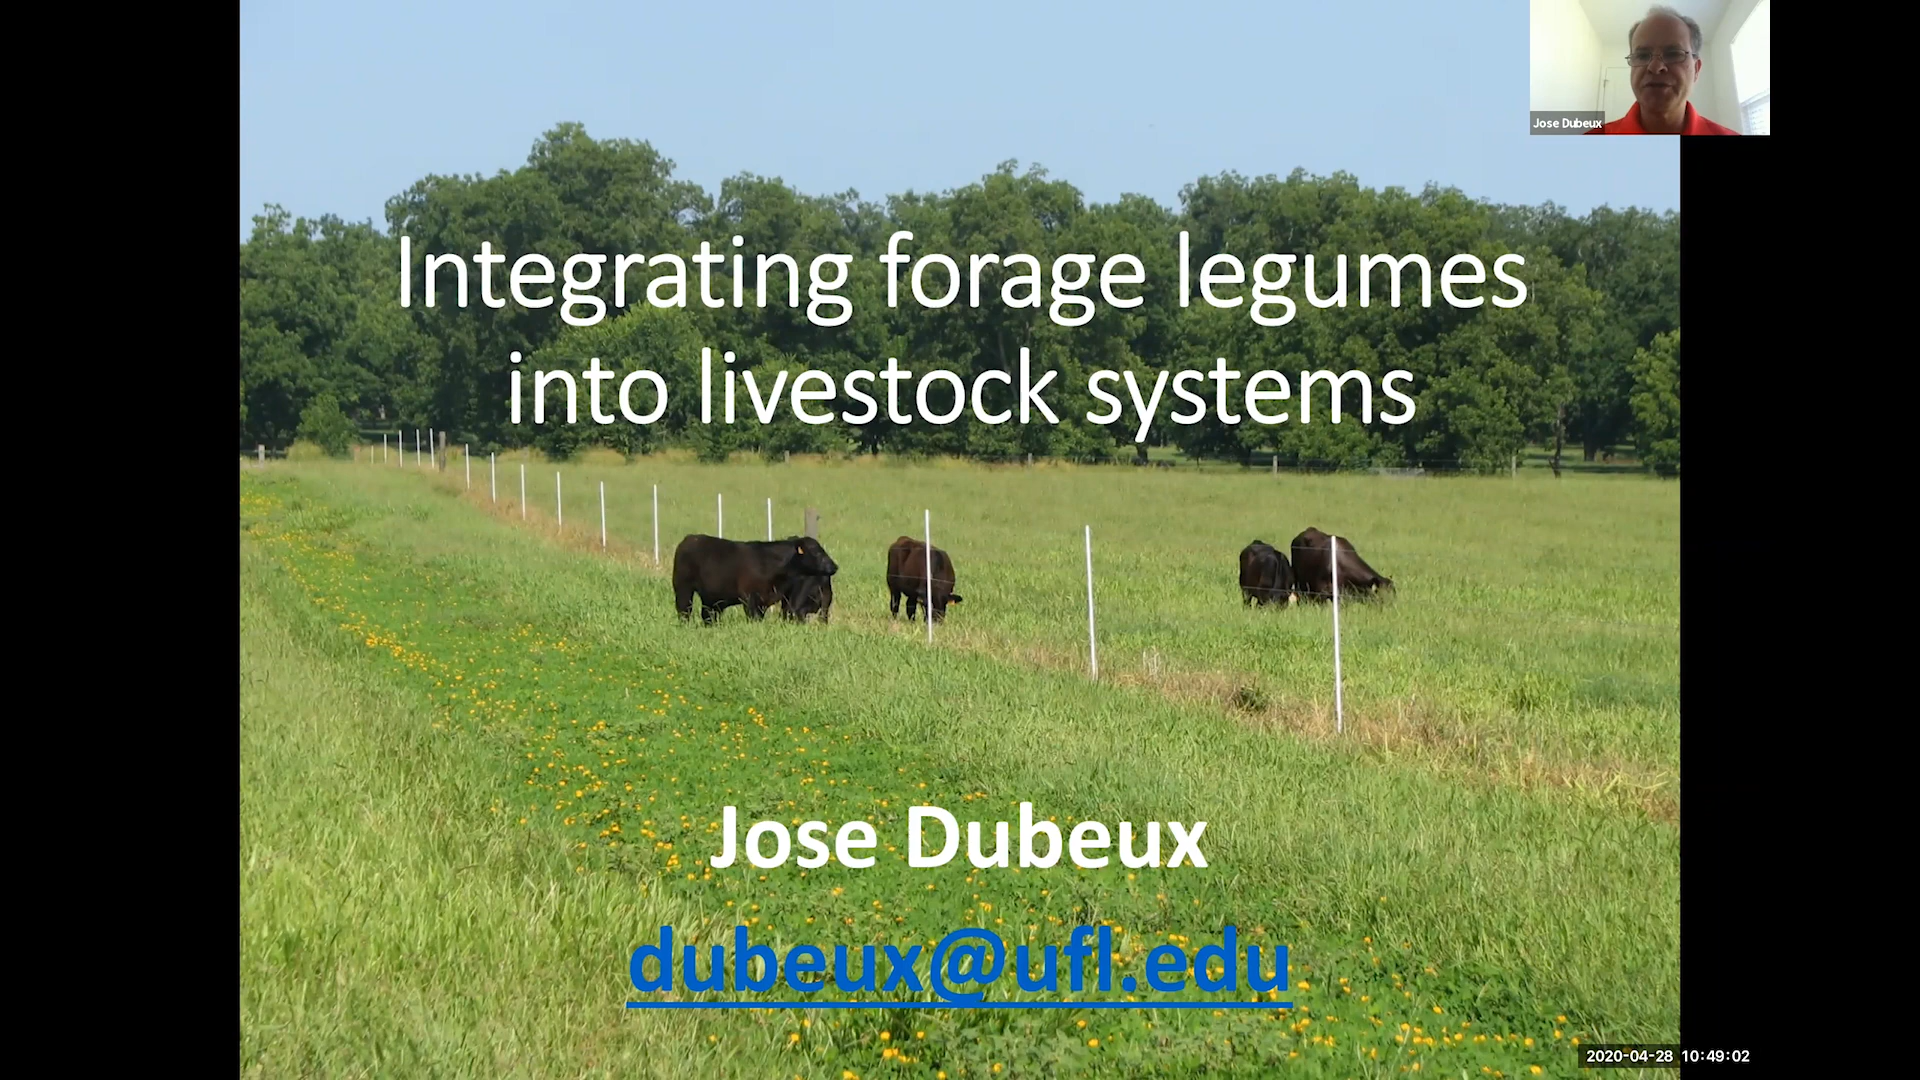 Jose Dubeux
Integrating forage legumes
into livestock systems
Jose Dubeux
dubeux@ufl.edu
2020-04-28 10:49:02